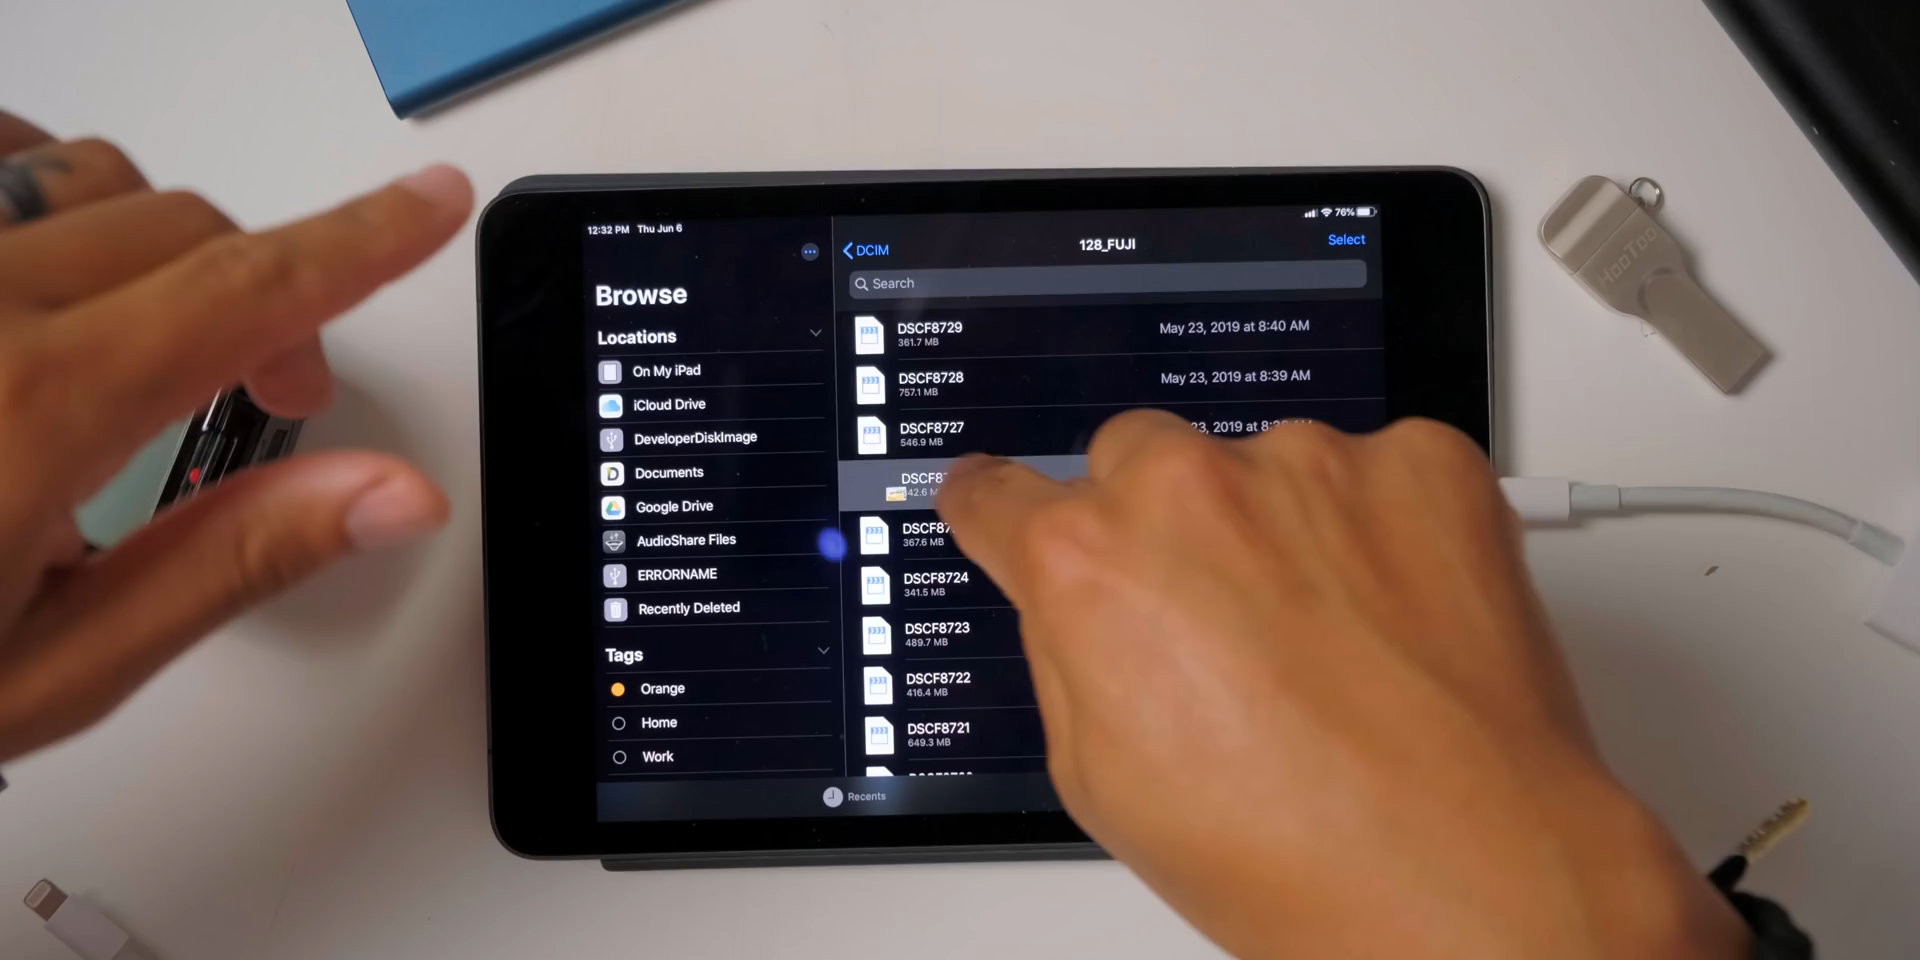 12:32 PM Thu Jun 6
76%
Browse
Locations
On My iPad
iCloud Drive
DeveloperDiskImage
Documents
Google Drive
AudioShare Files
ERRORNAME
Recently Deleted
Tags
Orange
Home
Work
DCIM
128_FUJI
Select
Search
DSCF8729
May 23, 2019 at 8:40 AM
361.7 MB
DSCF8728
May 23, 2019 at 8:39 AM
757.1 MB
DSCF8727
23, 2019 at
546.9 MB
367.6 MB
DSCF8724
341.5 MB
DSCF8723
489.7 MB
DSCF8722
416.4 MB
DSCF8721
649.3 MB
Recents
HooToo